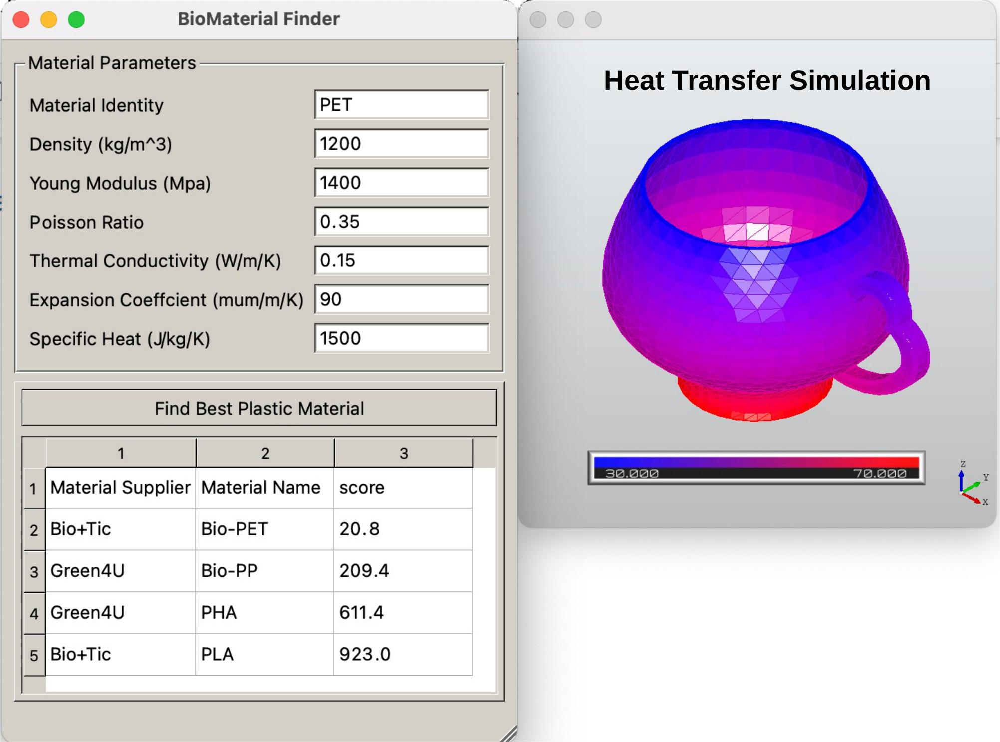 BioMaterial Finder
Material Parameters
Material Identity PET
Density (kg/m^3) 1200
Young Modulus (Mpa) 1400
Poisson Ratio 0.35
Thermal Conductivity (W/m/K) 0.15
Expansion Coeffcient (mum/m/K) 90
Specific Heat (J/kg/K) 1500
Find Best Plastic Material
1 2 3
1 Material Supplier Material Name score
2 Bio+Tic Bio-PET 20.8
3 Green4U Bio-PP 209.4
4 Green4U PHA 611.4
5 Bio+Tic PLA 923.0
Heat Transfer Simulation
30.000 70.000
Z
Y
X